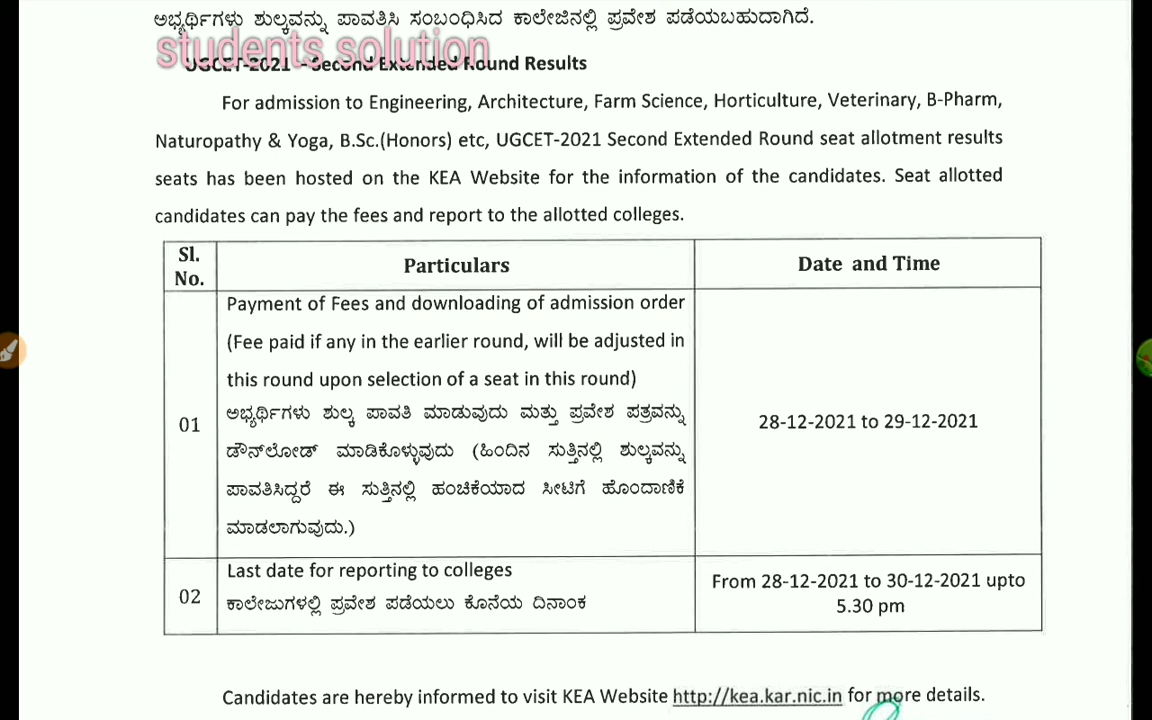 ಅಭ್ಯರ್ಥಿಗಳು ಶುಲ್ಕವನ್ನು ಪಾವತಿಸಿ ಸಂಬಂಧಿಸಿದ ಕಾಲೇಜಿನಲ್ಲಿ ಪ್ರವೇಶ ಪಡೆಯಬಹುದಾಗಿದೆ.
students solution
UGCET-2021 - Second Extended Round Results
For admission to Engineering, Architecture, Farm Science, Horticulture, Veterinary, B-Pharm,
Naturopathy & Yoga, B.Sc.(Honors) etc, UGCET-2021 Second Extended Round seat allotment results
seats has been hosted on the KEA Website for the information of the candidates. Seat allotted
candidates can pay the fees and report to the allotted colleges.
Sl. No.
Particulars
Date and Time
01
Payment of Fees and downloading of admission order
(Fee paid if any in the earlier round, will be adjusted in
this round upon selection of a seat in this round)
ಅಭ್ಯರ್ಥಿಗಳು ಶುಲ್ಕ ಪಾವತಿ ಮಾಡುವುದು ಮತ್ತು ಪ್ರವೇಶ ಪತ್ರವನ್ನು
ಡೌನ್‌ಲೋಡ್ ಮಾಡಿಕೊಳ್ಳುವುದು (ಹಿಂದಿನ ಸುತ್ತಿನಲ್ಲಿ ಶುಲ್ಕವನ್ನು
ಪಾವತಿಸಿದ್ದರೆ ಈ ಸುತ್ತಿನಲ್ಲಿ ಹಂಚಿಕೆಯಾದ ಸೀಟಿಗೆ ಹೊಂದಾಣಿಕೆ
ಮಾಡಲಾಗುವುದು.)
28-12-2021 to 29-12-2021
02
Last date for reporting to colleges
ಕಾಲೇಜುಗಳಲ್ಲಿ ಪ್ರವೇಶ ಪಡೆಯಲು ಕೊನೆಯ ದಿನಾಂಕ
From 28-12-2021 to 30-12-2021 upto
5.30 pm
Candidates are hereby informed to visit KEA Website http://kea.kar.nic.in for more details.